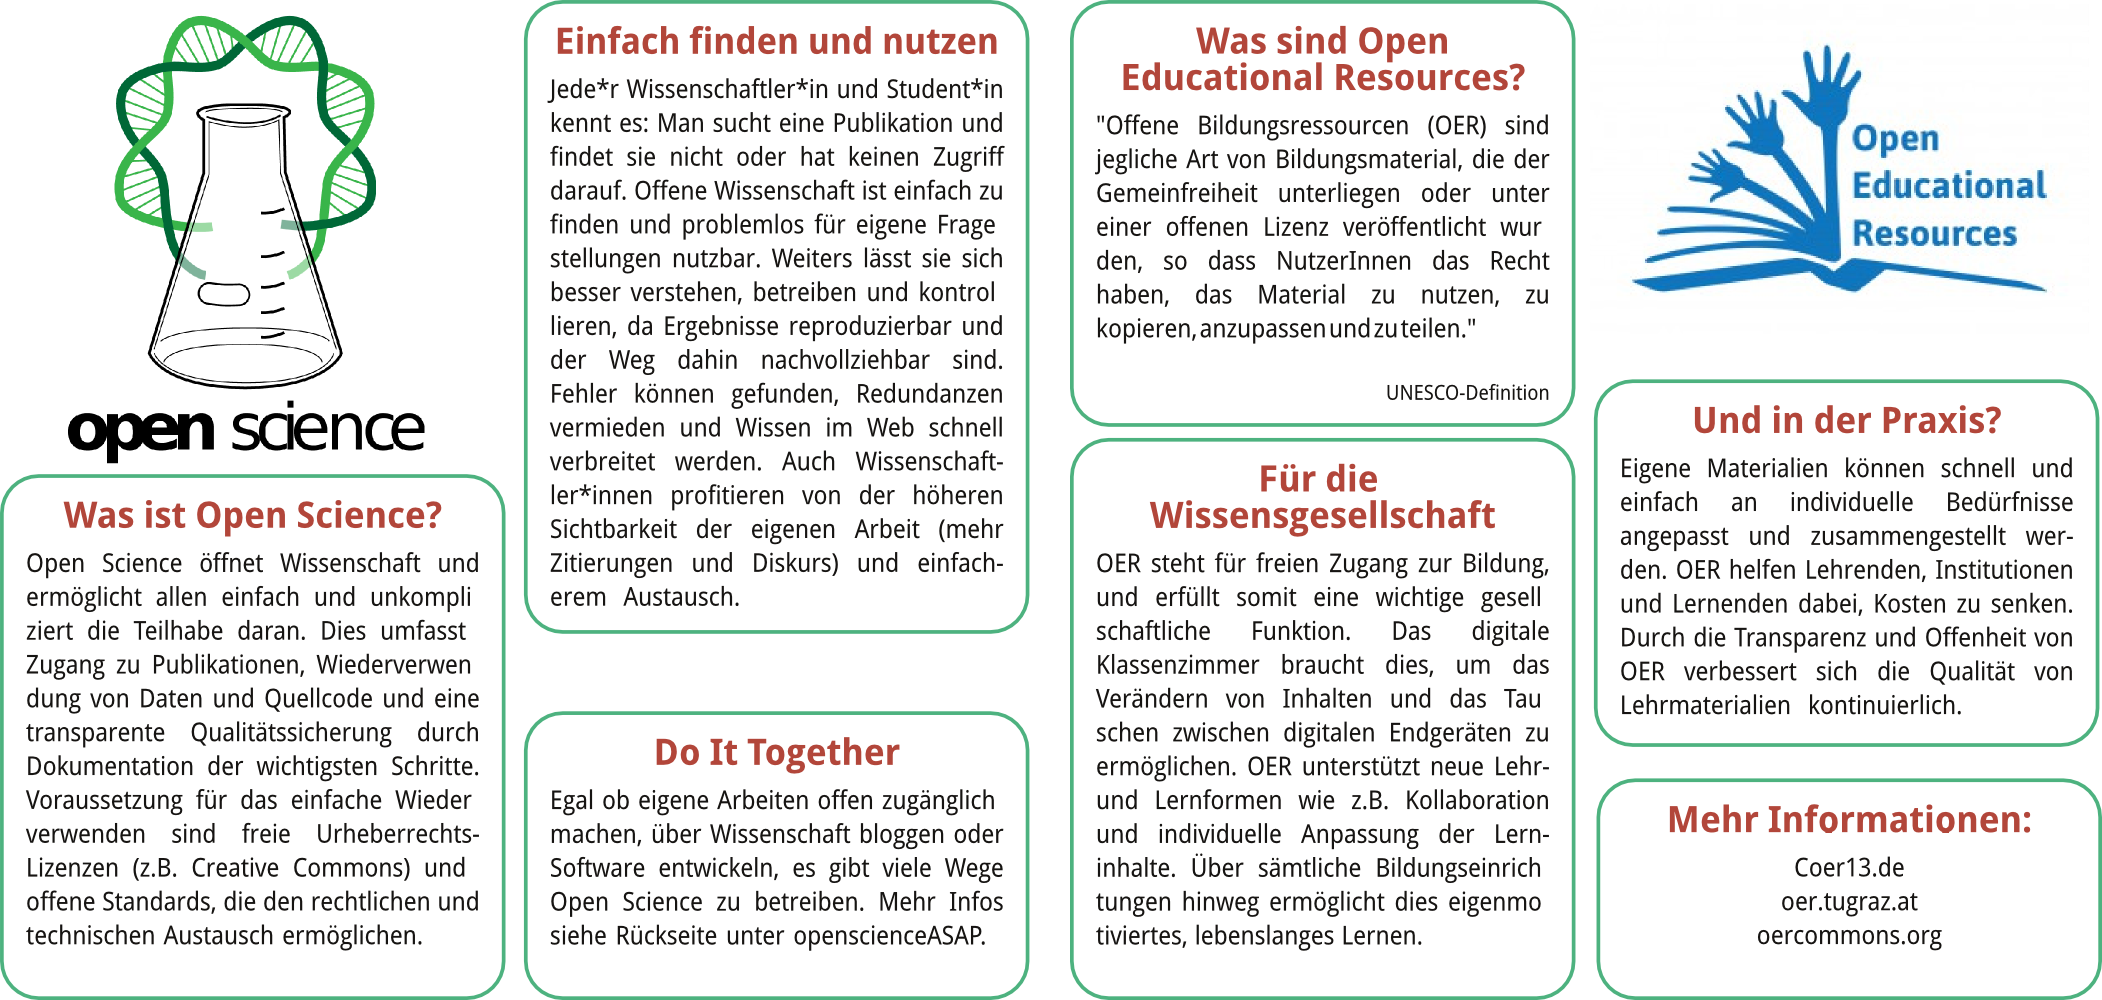 open science
Was ist Open Science?
Open Science öffnet Wissenschaft und
ermöglicht allen einfach und unkompli
ziert die Teilhabe daran. Dies umfasst
Zugang zu Publikationen, Wiederverwen
dung von Daten und Quellcode und eine
transparente Qualitätssicherung durch
Dokumentation der wichtigsten Schritte.
Voraussetzung für das einfache Wieder
verwenden sind freie Urheberrechts-
Lizenzen (z.B. Creative Commons) und
offene Standards, die den rechtlichen und
technischen Austausch ermöglichen.
Einfach finden und nutzen
Jede*r Wissenschaftler*in und Student*in
kennt es: Man sucht eine Publikation und
findet sie nicht oder hat keinen Zugriff
darauf. Offene Wissenschaft ist einfach zu
finden und problemlos für eigene Frage
stellungen nutzbar. Weiters lässt sie sich
besser verstehen, betreiben und kontrol
lieren, da Ergebnisse reproduzierbar und
der Weg dahin nachvollziehbar sind.
Fehler können gefunden, Redundanzen
vermieden und Wissen im Web schnell
verbreitet werden. Auch Wissenschaft-
ler*innen profitieren von der höheren
Sichtbarkeit der eigenen Arbeit (mehr
Zitierungen und Diskurs) und einfach-
erem Austausch.
Do It Together
Egal ob eigene Arbeiten offen zugänglich
machen, über Wissenschaft bloggen oder
Software entwickeln, es gibt viele Wege
Open Science zu betreiben. Mehr Infos
siehe Rückseite unter openscienceASAP.
Was sind Open
Educational Resources?
"Offene Bildungsressourcen (OER) sind
jegliche Art von Bildungsmaterial, die der
Gemeinfreiheit unterliegen oder unter
einer offenen Lizenz veröffentlicht wur
den, so dass NutzerInnen das Recht
haben, das Material zu nutzen, zu
kopieren, anzupassen und zu teilen."
UNESCO-Definition
Für die
Wissensgesellschaft
OER steht für freien Zugang zur Bildung,
und erfüllt somit eine wichtige gesell
schaftliche Funktion. Das digitale
Klassenzimmer braucht dies, um das
Verändern von Inhalten und das Tau
schen zwischen digitalen Endgeräten zu
ermöglichen. OER unterstützt neue Lehr-
und Lernformen wie z.B. Kollaboration
und individuelle Anpassung der Lern-
inhalte. Über sämtliche Bildungseinrich
tungen hinweg ermöglicht dies eigenmo
tiviertes, lebenslanges Lernen.
Open
Educational
Resources
Und in der Praxis?
Eigene Materialien können schnell und
einfach an individuelle Bedürfnisse
angepasst und zusammengestellt wer-
den. OER helfen Lehrenden, Institutionen
und Lernenden dabei, Kosten zu senken.
Durch die Transparenz und Offenheit von
OER verbessert sich die Qualität von
Lehrmaterialien kontinuierlich.
Mehr Informationen:
Coer13.de
oer.tugraz.at
oercommons.org